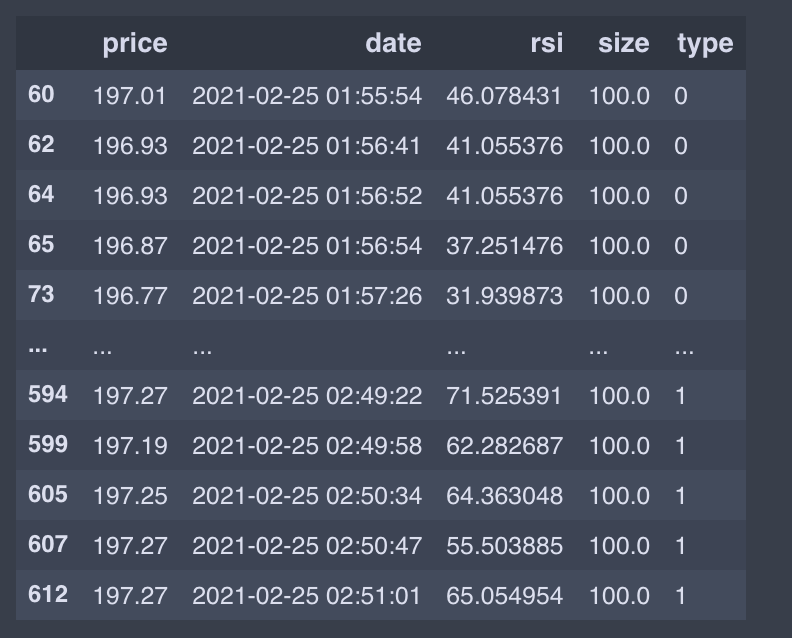 price date rsi size type
60 197.01 2021-02-25 01:55:54 46.078431 100.0 0
62 196.93 2021-02-25 01:56:41 41.055376 100.0 0
64 196.93 2021-02-25 01:56:52 41.055376 100.0 0
65 196.87 2021-02-25 01:56:54 37.251476 100.0 0
73 196.77 2021-02-25 01:57:26 31.939873 100.0 0
... ... ... ... ... ...
594 197.27 2021-02-25 02:49:22 71.525391 100.0 1
599 197.19 2021-02-25 02:49:58 62.282687 100.0 1
605 197.25 2021-02-25 02:50:34 64.363048 100.0 1
607 197.27 2021-02-25 02:50:47 55.503885 100.0 1
612 197.27 2021-02-25 02:51:01 65.054954 100.0 1